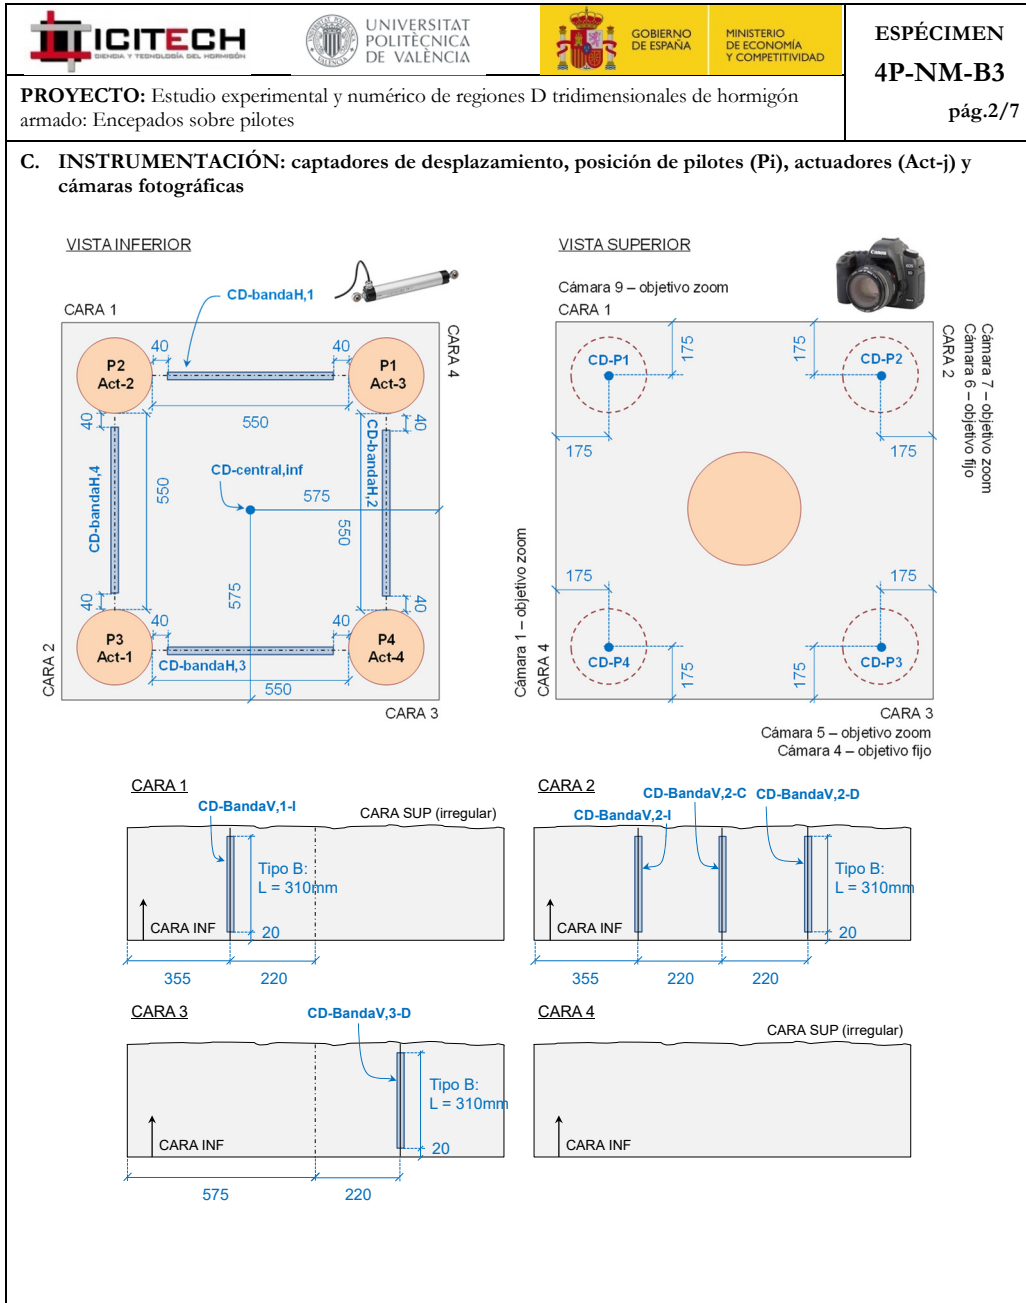 ICITECH
CIENCIA Y TECNOLOGÍA DEL HORMIGÓN
UNIVERSITAT
POLITÈCNICA
DE VALÈNCIA
GOBIERNO
DE ESPAÑA
MINISTERIO
DE ECONOMÍA
Y COMPETITIVIDAD
ESPÉCIMEN
4P-NM-B3
pág.2/7
PROYECTO: Estudio experimental y numérico de regiones D tridimensionales de hormigón
armado: Encepados sobre pilotes
C. INSTRUMENTACIÓN: captadores de desplazamiento, posición de pilotes (Pi), actuadores (Act-j) y
cámaras fotográficas
VISTA INFERIOR
CD-bandaH,1
CARA 1
CARA 4
P2
Act-2
40
40
P1
Act-3
550
40
40
CD-bandaH,4
550
CD-central,inf
575
CD-bandaH,2
550
575
40
40
P3
Act-1
40
40
P4
Act-4
CD-bandaH,3
550
CARA 2
CARA 3
VISTA SUPERIOR
Canon
Cámara 9 – objetivo zoom
CARA 1
CD-P1
175
175
CD-P2
175
175
CARA 2
Cámara 6 – objetivo fijo
Cámara 7 – objetivo zoom
175
175
CD-P4
175
175
CD-P3
Cámara 1 – objetivo zoom
CARA 4
CARA 3
Cámara 5 – objetivo zoom
Cámara 4 – objetivo fijo
CARA 1
CD-BandaV,1-I
CARA SUP (irregular)
Tipo B:
L = 310mm
CARA INF
20
355
220
CARA 2
CD-BandaV,2-C
CD-BandaV,2-D
CD-BandaV,2-I
Tipo B:
L = 310mm
CARA INF
20
355
220
220
CARA 3
CD-BandaV,3-D
Tipo B:
L = 310mm
CARA INF
20
575
220
CARA 4
CARA SUP (irregular)
CARA INF